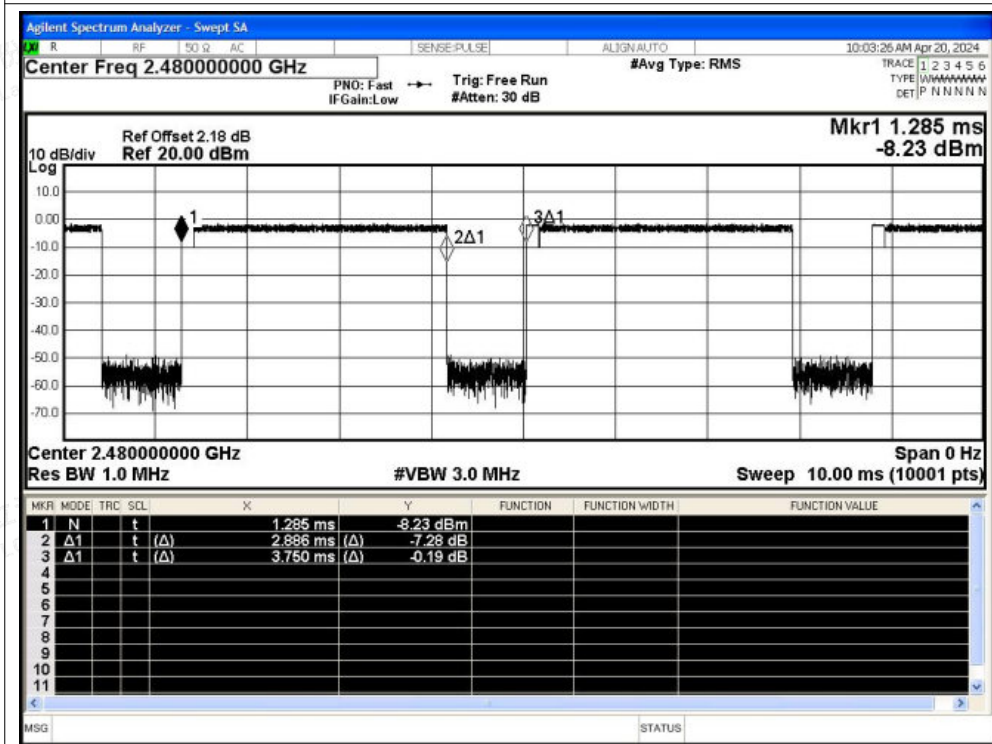 Agilent Spectrum Analyzer - Swept SA
LXI R RF 50 Ω AC SENSE:PULSE ALIGN AUTO 10:03:26 AM Apr 20, 2024
Center Freq 2.480000000 GHz #Avg Type: RMS TRACE 1 2 3 4 5 6
PNO: Fast Trig: Free Run TYPE WWWWWW
IFGain:Low #Atten: 30 dB DET P N N N N N
Mkr1 1.285 ms
Ref Offset 2.18 dB
10 dB/div Ref 20.00 dBm -8.23 dBm
Log
10.0
0.00 1 3Δ1
-10.0 2Δ1
-20.0
-30.0
-40.0
-50.0
-60.0
-70.0
Center 2.480000000 GHz Span 0 Hz
Res BW 1.0 MHz #VBW 3.0 MHz Sweep 10.00 ms (10001 pts)
MKR MODE TRC SCL X Y FUNCTION FUNCTION WIDTH FUNCTION VALUE
1 N t 1.285 ms -8.23 dBm
2 Δ1 t (Δ) 2.886 ms (Δ) -7.28 dB
3 Δ1 t (Δ) 3.750 ms (Δ) -0.19 dB
4
5
6
7
8
9
10
11
MSG STATUS